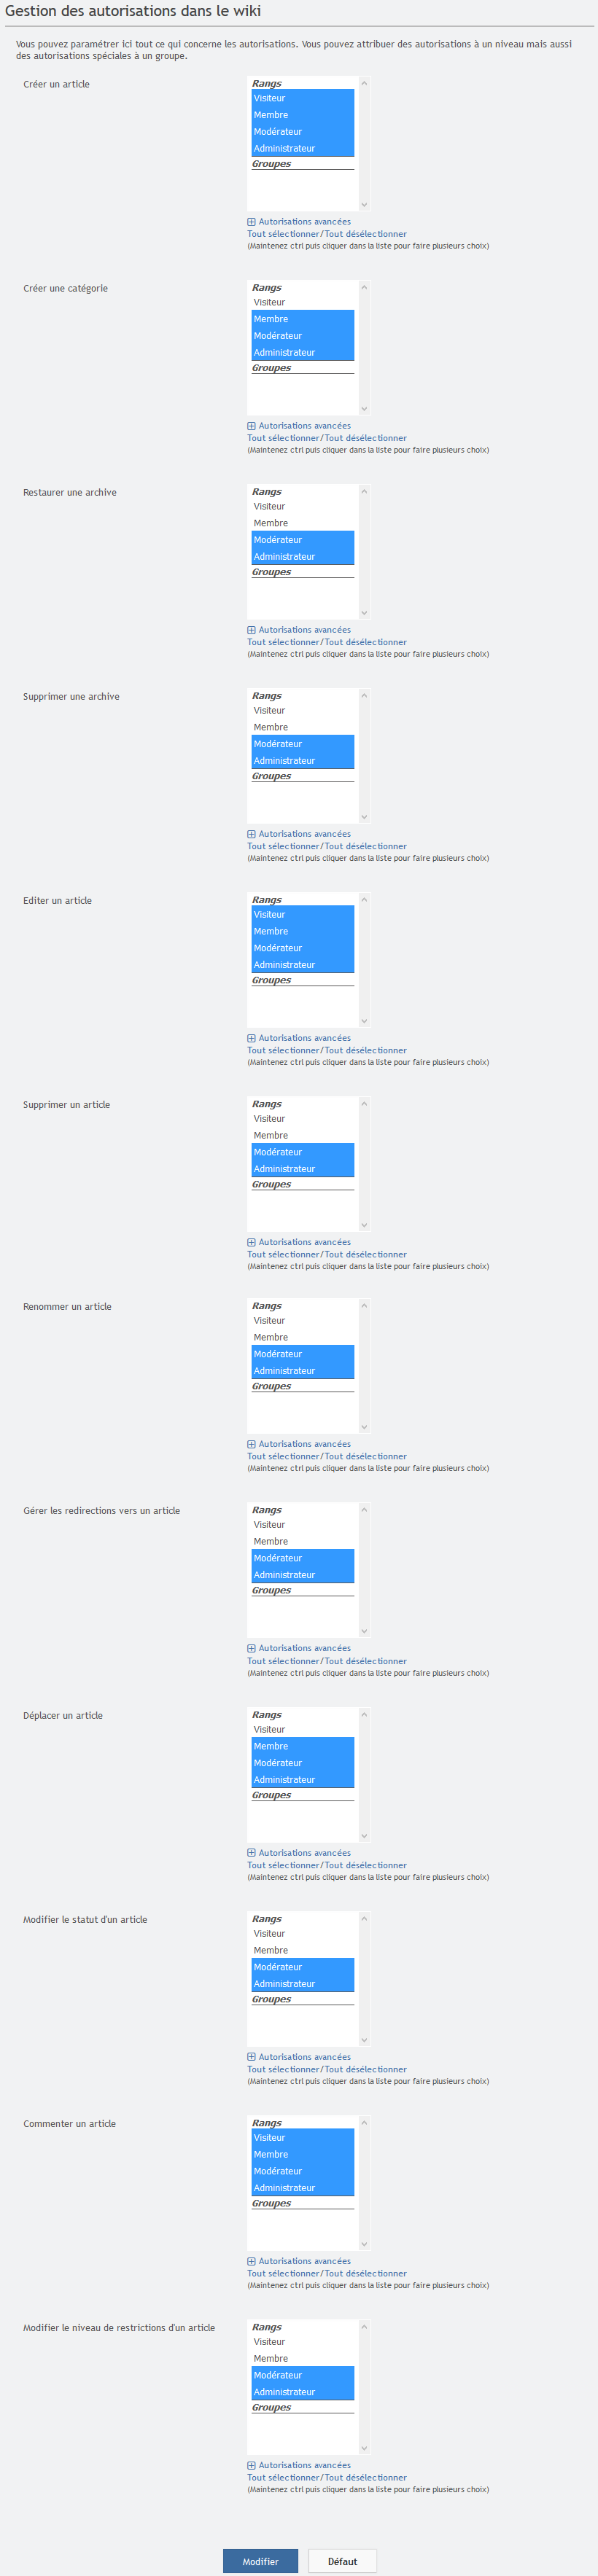 Gestion des autorisations dans le wiki
Vous pouvez paramétrer ici tout ce qui concerne les autorisations. Vous pouvez attribuer des autorisations à un niveau mais aussi
des autorisations spéciales à un groupe.
Créer un article
Rangs
Visiteur
Membre
Modérateur
Administrateur
Groupes
Autorisations avancées
Tout sélectionner/Tout désélectionner
(Maintenez ctrl puis cliquer dans la liste pour faire plusieurs choix)
Créer une catégorie
Rangs
Visiteur
Membre
Modérateur
Administrateur
Groupes
Autorisations avancées
Tout sélectionner/Tout désélectionner
(Maintenez ctrl puis cliquer dans la liste pour faire plusieurs choix)
Restaurer une archive
Rangs
Visiteur
Membre
Modérateur
Administrateur
Groupes
Autorisations avancées
Tout sélectionner/Tout désélectionner
(Maintenez ctrl puis cliquer dans la liste pour faire plusieurs choix)
Supprimer une archive
Rangs
Visiteur
Membre
Modérateur
Administrateur
Groupes
Autorisations avancées
Tout sélectionner/Tout désélectionner
(Maintenez ctrl puis cliquer dans la liste pour faire plusieurs choix)
Editer un article
Rangs
Visiteur
Membre
Modérateur
Administrateur
Groupes
Autorisations avancées
Tout sélectionner/Tout désélectionner
(Maintenez ctrl puis cliquer dans la liste pour faire plusieurs choix)
Supprimer un article
Rangs
Visiteur
Membre
Modérateur
Administrateur
Groupes
Autorisations avancées
Tout sélectionner/Tout désélectionner
(Maintenez ctrl puis cliquer dans la liste pour faire plusieurs choix)
Renommer un article
Rangs
Visiteur
Membre
Modérateur
Administrateur
Groupes
Autorisations avancées
Tout sélectionner/Tout désélectionner
(Maintenez ctrl puis cliquer dans la liste pour faire plusieurs choix)
Gérer les redirections vers un article
Rangs
Visiteur
Membre
Modérateur
Administrateur
Groupes
Autorisations avancées
Tout sélectionner/Tout désélectionner
(Maintenez ctrl puis cliquer dans la liste pour faire plusieurs choix)
Déplacer un article
Rangs
Visiteur
Membre
Modérateur
Administrateur
Groupes
Autorisations avancées
Tout sélectionner/Tout désélectionner
(Maintenez ctrl puis cliquer dans la liste pour faire plusieurs choix)
Modifier le statut d'un article
Rangs
Visiteur
Membre
Modérateur
Administrateur
Groupes
Autorisations avancées
Tout sélectionner/Tout désélectionner
(Maintenez ctrl puis cliquer dans la liste pour faire plusieurs choix)
Commenter un article
Rangs
Visiteur
Membre
Modérateur
Administrateur
Groupes
Autorisations avancées
Tout sélectionner/Tout désélectionner
(Maintenez ctrl puis cliquer dans la liste pour faire plusieurs choix)
Modifier le niveau de restrictions d'un article
Rangs
Visiteur
Membre
Modérateur
Administrateur
Groupes
Autorisations avancées
Tout sélectionner/Tout désélectionner
(Maintenez ctrl puis cliquer dans la liste pour faire plusieurs choix)
Modifier Défaut